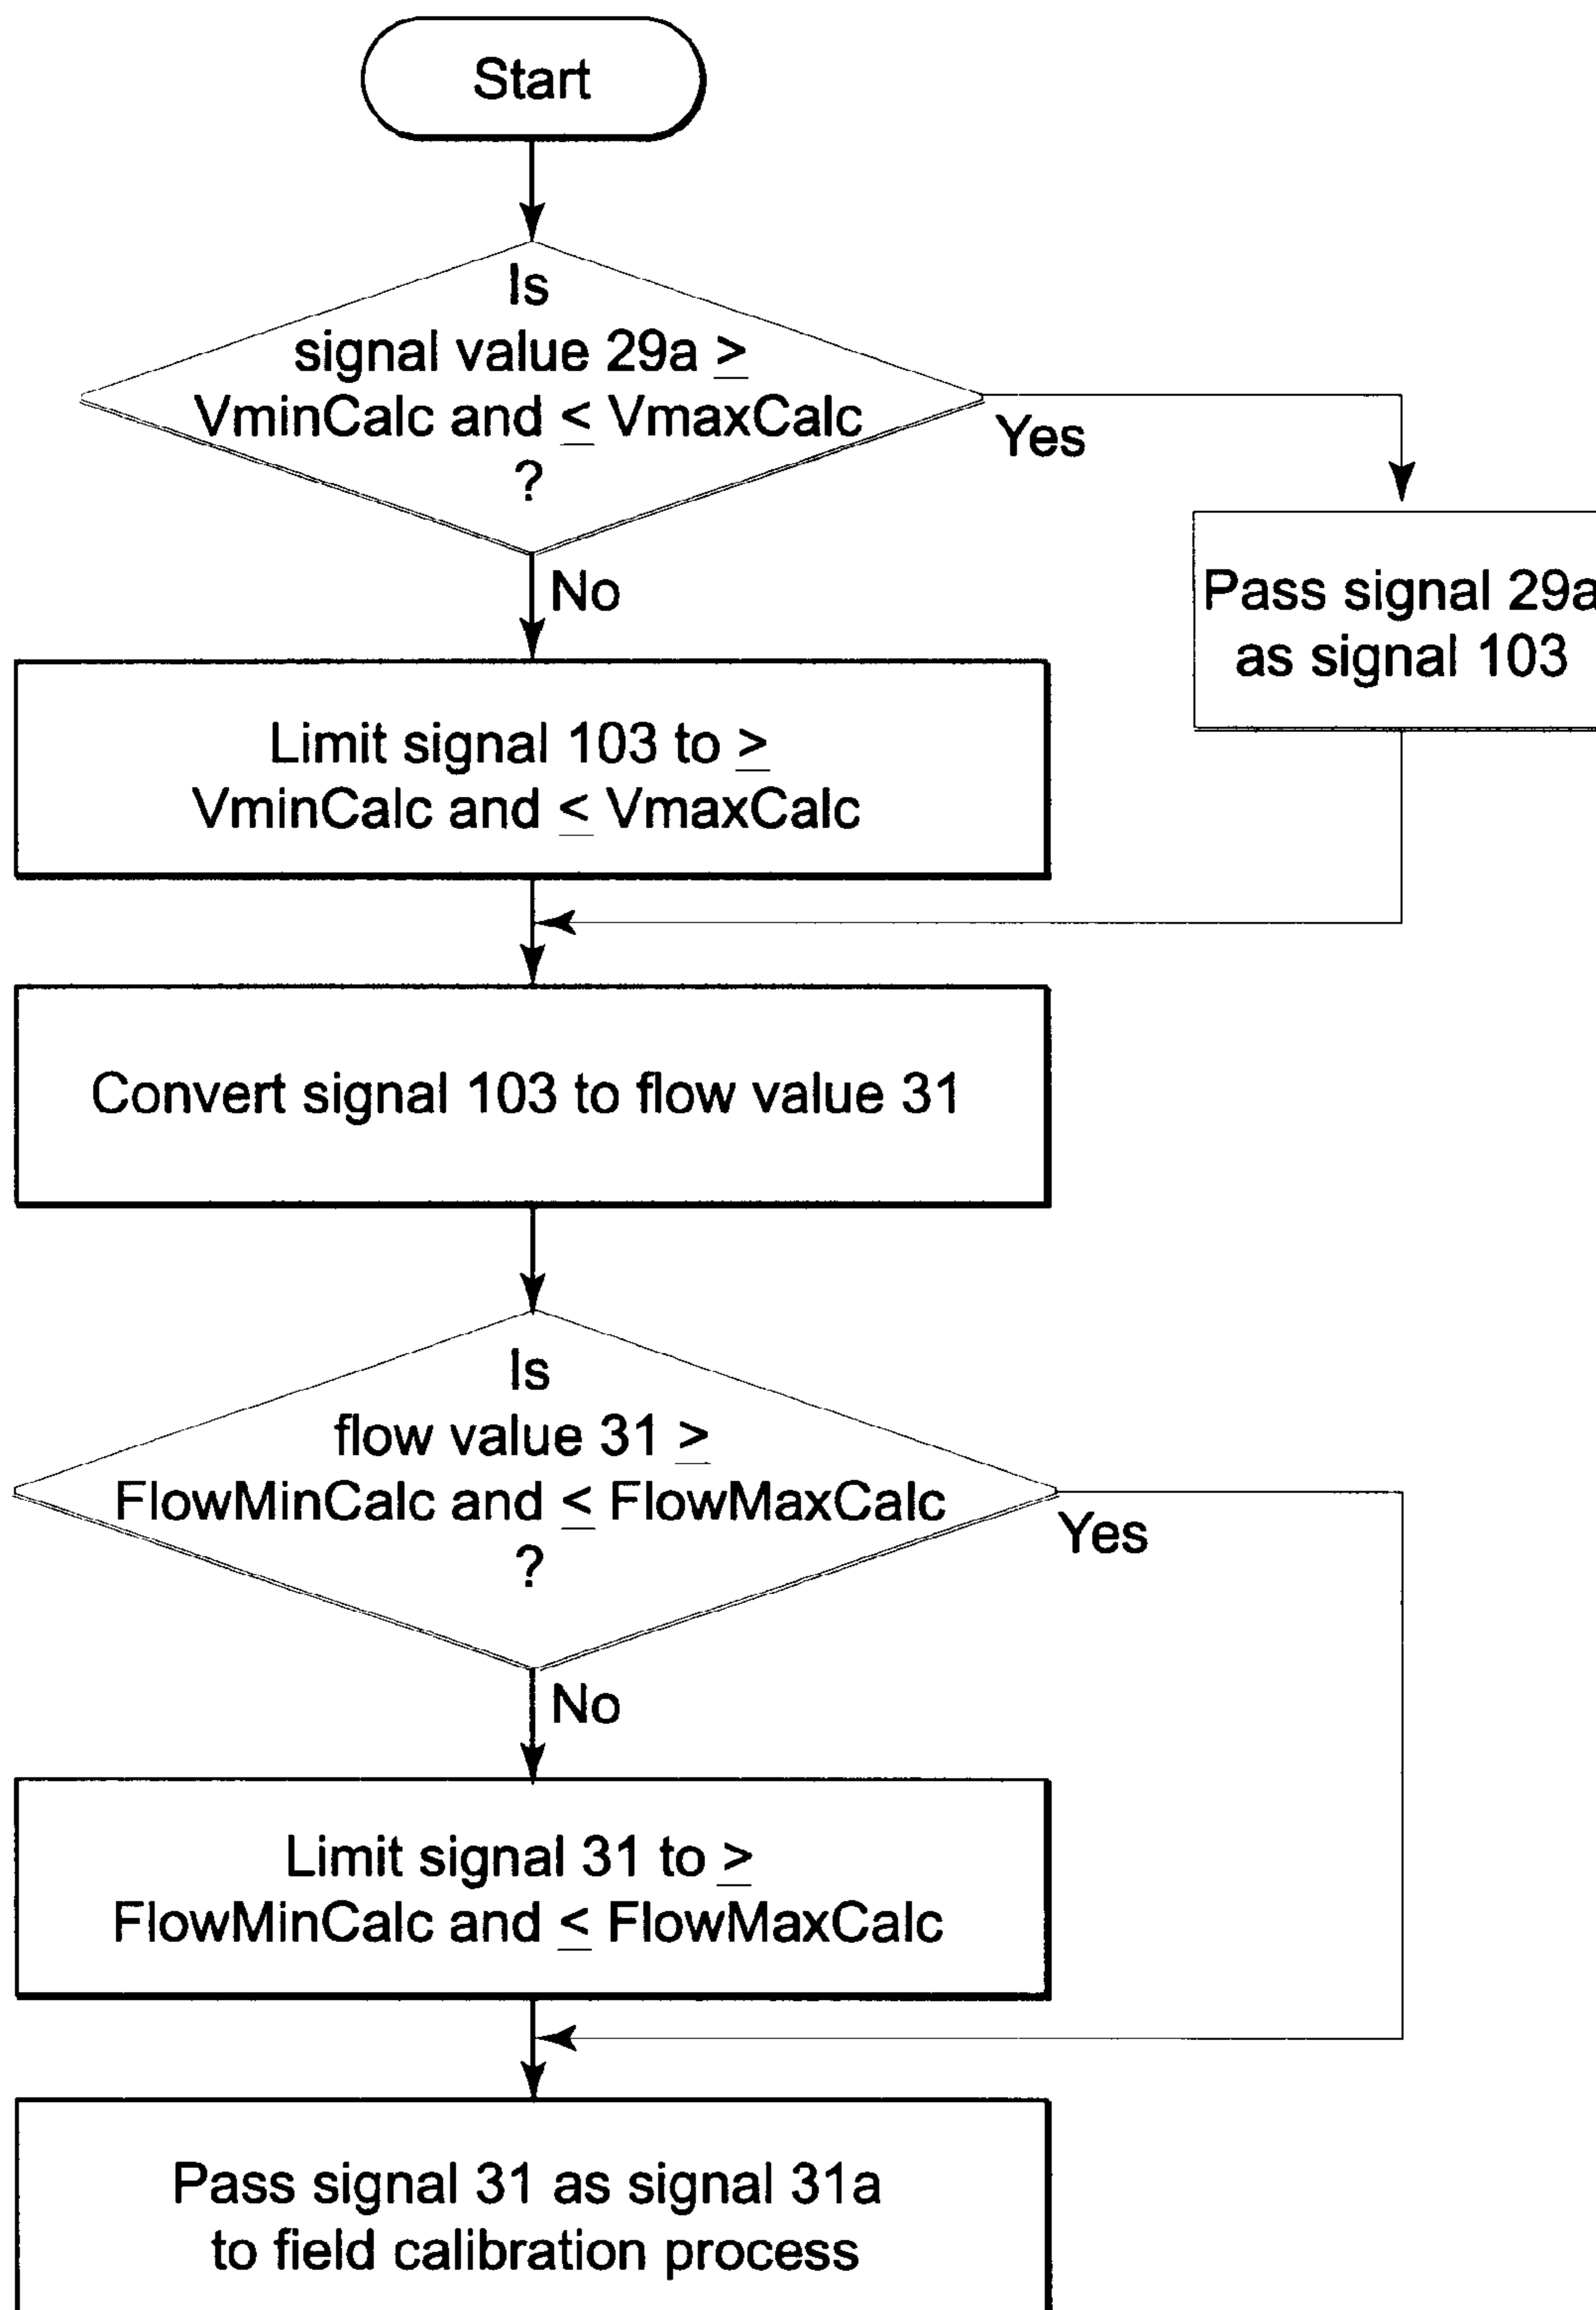 Start
Is
signal value 29a ≥
VminCalc and ≤ VmaxCalc
?
Yes
No
Pass signal 29a
as signal 103
Limit signal 103 to ≥
VminCalc and ≤ VmaxCalc
Convert signal 103 to flow value 31
Is
flow value 31 ≥
FlowMinCalc and ≤ FlowMaxCalc
?
Yes
No
Limit signal 31 to ≥
FlowMinCalc and ≤ FlowMaxCalc
Pass signal 31 as signal 31a
to field calibration process